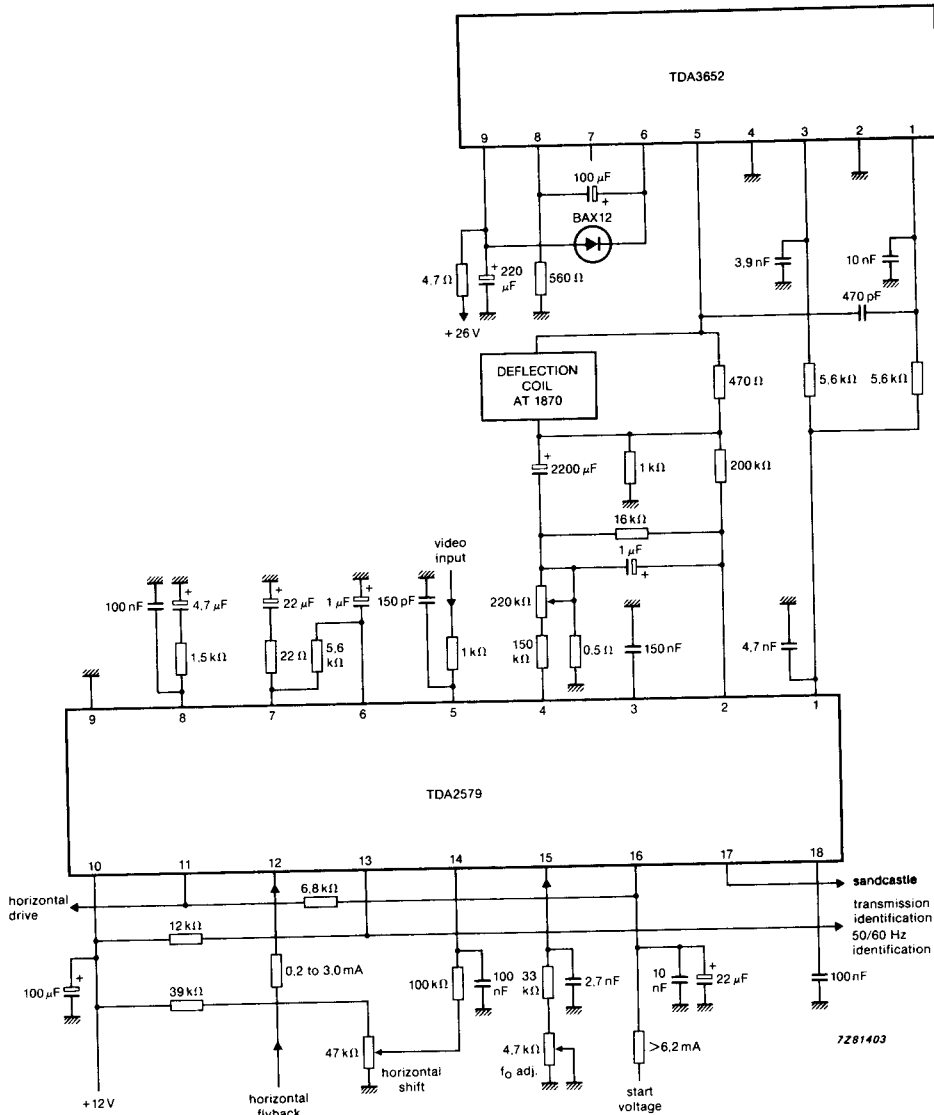 TDA3652
9 8 7 6 5 4 3 2 1
100 µF
+
BAX12
4,7 Ω
+
220
µF
560 Ω
+ 26 V
3,9 nF
10 nF
470 pF
DEFLECTION
COIL
AT 1870
470 Ω
5,6 kΩ
5,6 kΩ
+
2200 µF
1 kΩ
200 kΩ
16 kΩ
video
input
1 µF
+
100 nF
+
4,7 µF
+
22 µF
1 µF
+
150 pF
220 kΩ
1,5 kΩ
22 Ω
5,6
kΩ
1 kΩ
150
kΩ
0.5 Ω
150 nF
4,7 nF
9 8 7 6 5 4 3 2 1
TDA2579
10 11 12 13 14 15 16 17 18
horizontal
drive
6,8 kΩ
sandcastle
12 kΩ
transmission
identification
50/60 Hz
identification
100 µF
+
0.2 to 3.0 mA
39 kΩ
100 kΩ
100
nF
33
kΩ
2,7 nF
10
nF
+
22 µF
100 nF
47 kΩ
horizontal
shift
4,7 kΩ
fO adj.
>6,2 mA
7Z81403
+12 V
horizontal
flyback
start
voltage